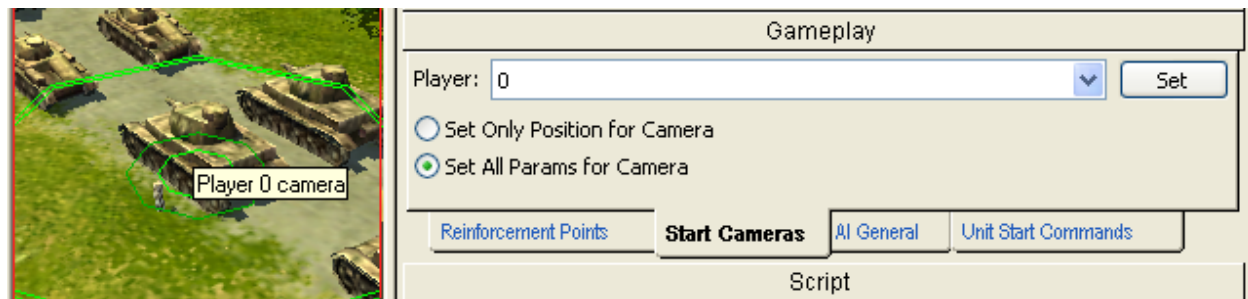 Gameplay
Player: 0 Set
Set Only Position for Camera
Set All Params for Camera
Player 0 camera
Reinforcement Points Start Cameras AI General Unit Start Commands
Script